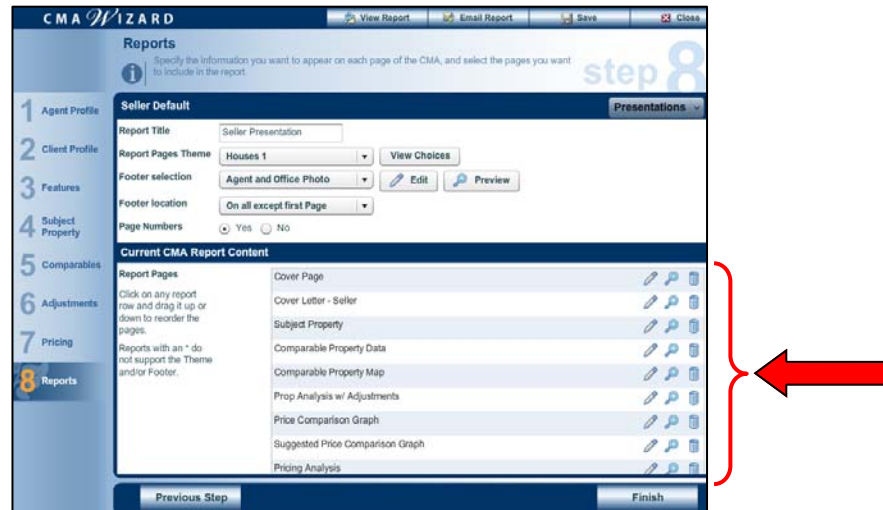 CMA WIZARD
View Report
Email Report
Save
Close
Reports
Specify the information you want to appear on each page of the CMA, and select the pages you want
to include in the report
step 8
1 Agent Profile
2 Client Profile
3 Features
4 Subject
Property
5 Comparables
6 Adjustments
7 Pricing
8 Reports
Seller Default
Presentations
Report Title
Seller Presentation
Report Pages Theme
Houses 1
View Choices
Footer selection
Agent and Office Photo
Edit
Preview
Footer location
On all except first Page
Page Numbers
Yes
No
Current CMA Report Content
Report Pages
Click on any report
row and drag it up or
down to reorder the
pages.
Reports with an * do
not support the Theme
and/or Footer.
Cover Page
Cover Letter - Seller
Subject Property
Comparable Property Data
Comparable Property Map
Prop Analysis w/ Adjustments
Price Comparison Graph
Suggested Price Comparison Graph
Pricing Analysis
Previous Step
Finish